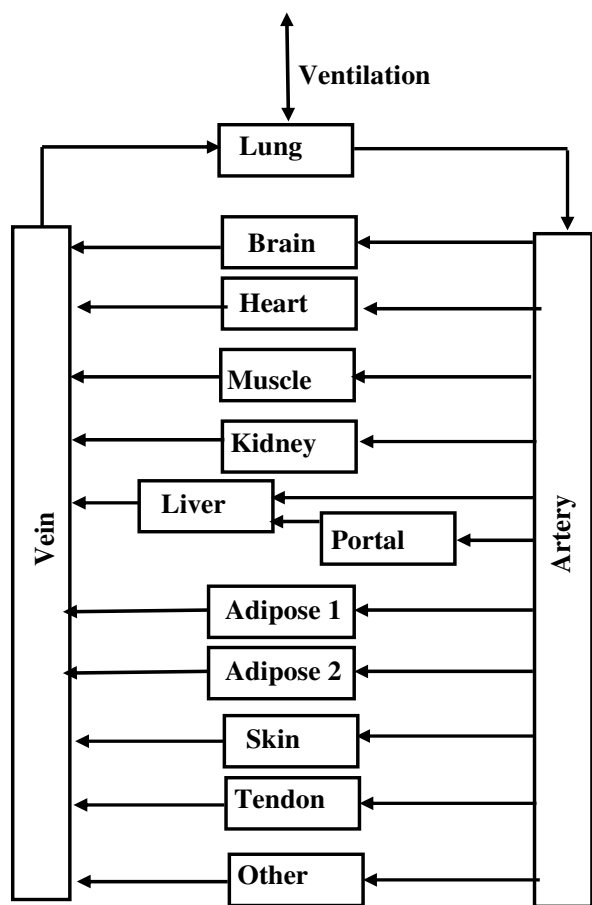 Ventilation
Lung
Brain
Heart
Muscle
Kidney
Liver
Portal
Vein
Artery
Adipose 1
Adipose 2
Skin
Tendon
Other